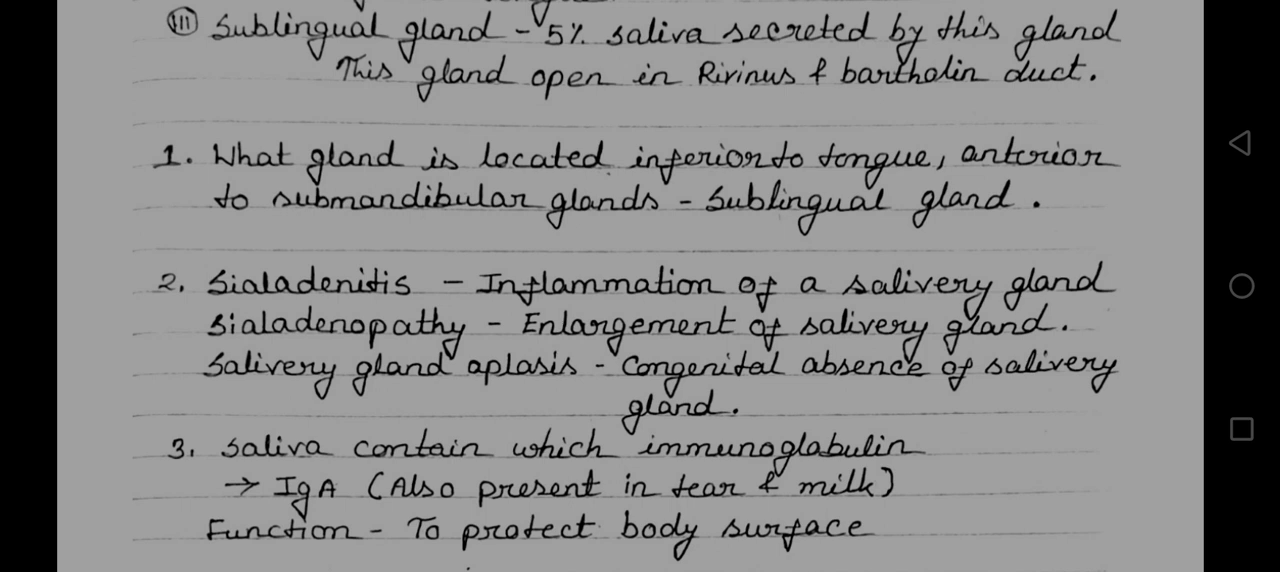 (iii) Sublingual gland - 5% saliva secreted by this gland
This gland open in Rivinus & bartholin duct.
1. What gland is located inferior to tongue, anterior
to submandibular glands - Sublingual gland.
2. Sialadenitis - Inflammation of a salivery gland
Sialadenopathy - Enlargement of salivery gland.
Salivery gland aplasis - Congenital absence of salivery
gland.
3. Saliva contain which immunoglabulin
→ IgA (Also present in tear & milk)
Function - To protect body surface